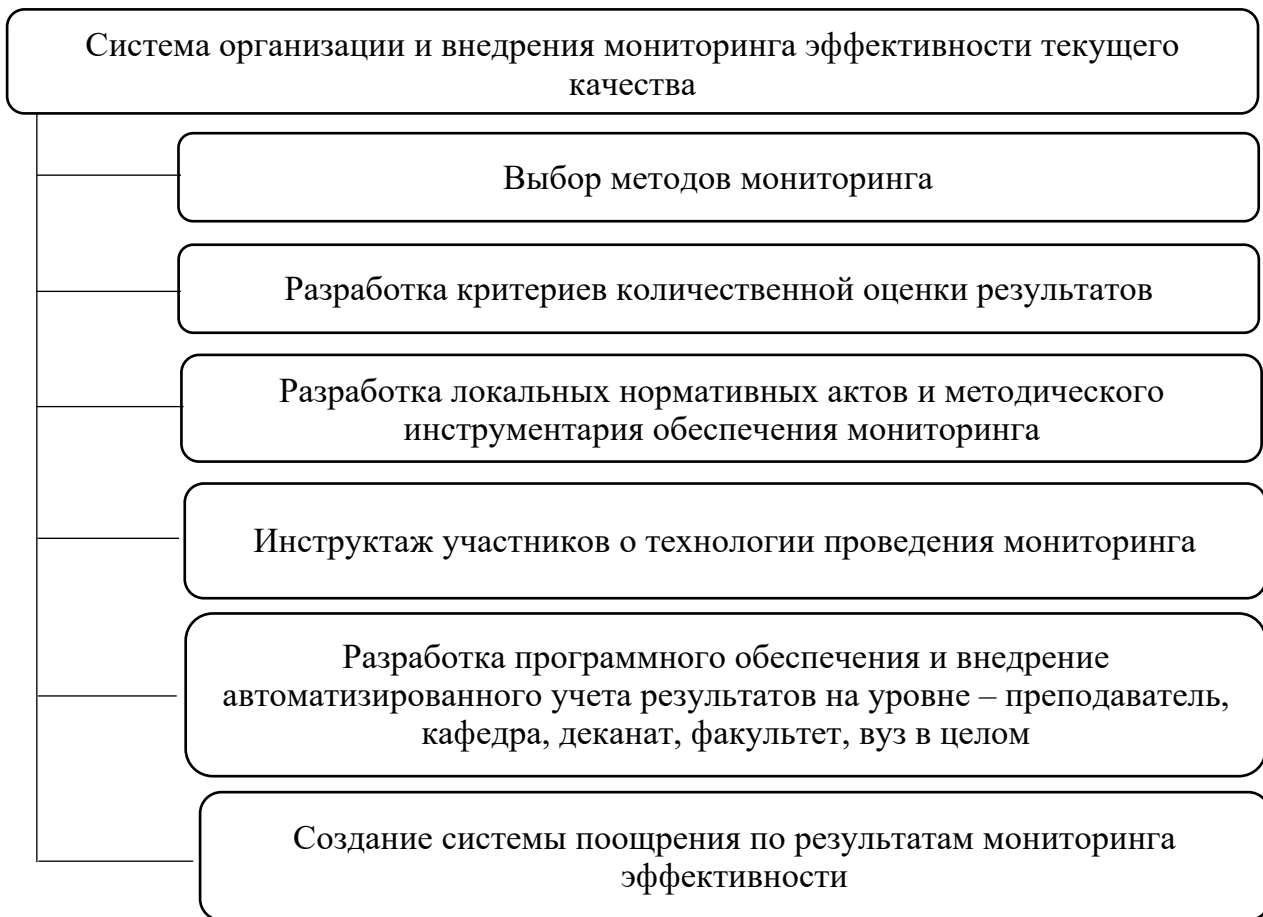 Система организации и внедрения мониторинга эффективности текущего
качества
Выбор методов мониторинга
Разработка критериев количественной оценки результатов
Разработка локальных нормативных актов и методического
инструментария обеспечения мониторинга
Инструктаж участников о технологии проведения мониторинга
Разработка программного обеспечения и внедрение
автоматизированного учета результатов на уровне – преподаватель,
кафедра, деканат, факультет, вуз в целом
Создание системы поощрения по результатам мониторинга
эффективности